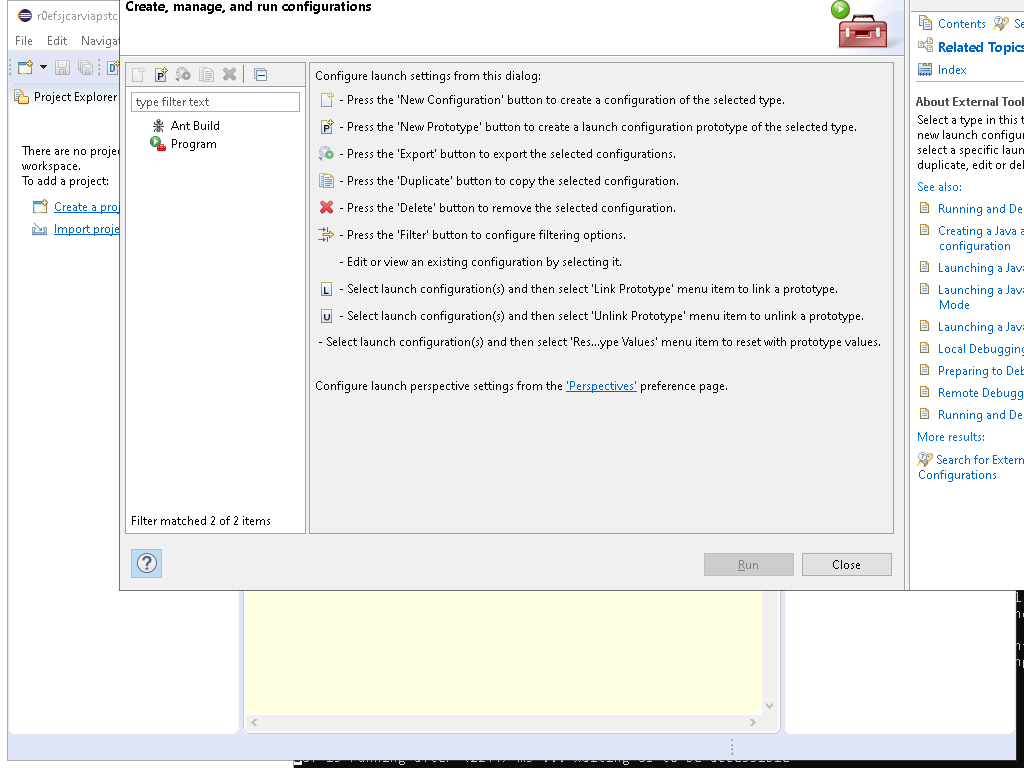 Create, manage, and run configurations
r0efsjcarviapstc
File Edit Naviga
Project Explorer
There are no proje
workspace.
To add a project:
Create a proj
Import proje
type filter text
Ant Build
Program
Filter matched 2 of 2 items
Configure launch settings from this dialog:
- Press the 'New Configuration' button to create a configuration of the selected type.
- Press the 'New Prototype' button to create a launch configuration prototype of the selected type.
- Press the 'Export' button to export the selected configurations.
- Press the 'Duplicate' button to copy the selected configuration.
- Press the 'Delete' button to remove the selected configuration.
- Press the 'Filter' button to configure filtering options.
- Edit or view an existing configuration by selecting it.
L - Select launch configuration(s) and then select 'Link Prototype' menu item to link a prototype.
U - Select launch configuration(s) and then select 'Unlink Prototype' menu item to unlink a prototype.
- Select launch configuration(s) and then select 'Res...ype Values' menu item to reset with prototype values.
Configure launch perspective settings from the 'Perspectives' preference page.
Run
Close
Contents Se
Related Topics
Index
About External Tool
Select a type in this t
new launch configur
select a specific laun
duplicate, edit or del
See also:
Running and De
Creating a Java a
configuration
Launching a Java
Launching a Java
Mode
Launching a Java
Local Debugging
Preparing to Deb
Remote Debugg
Running and De
More results:
Search for Extern
Configurations